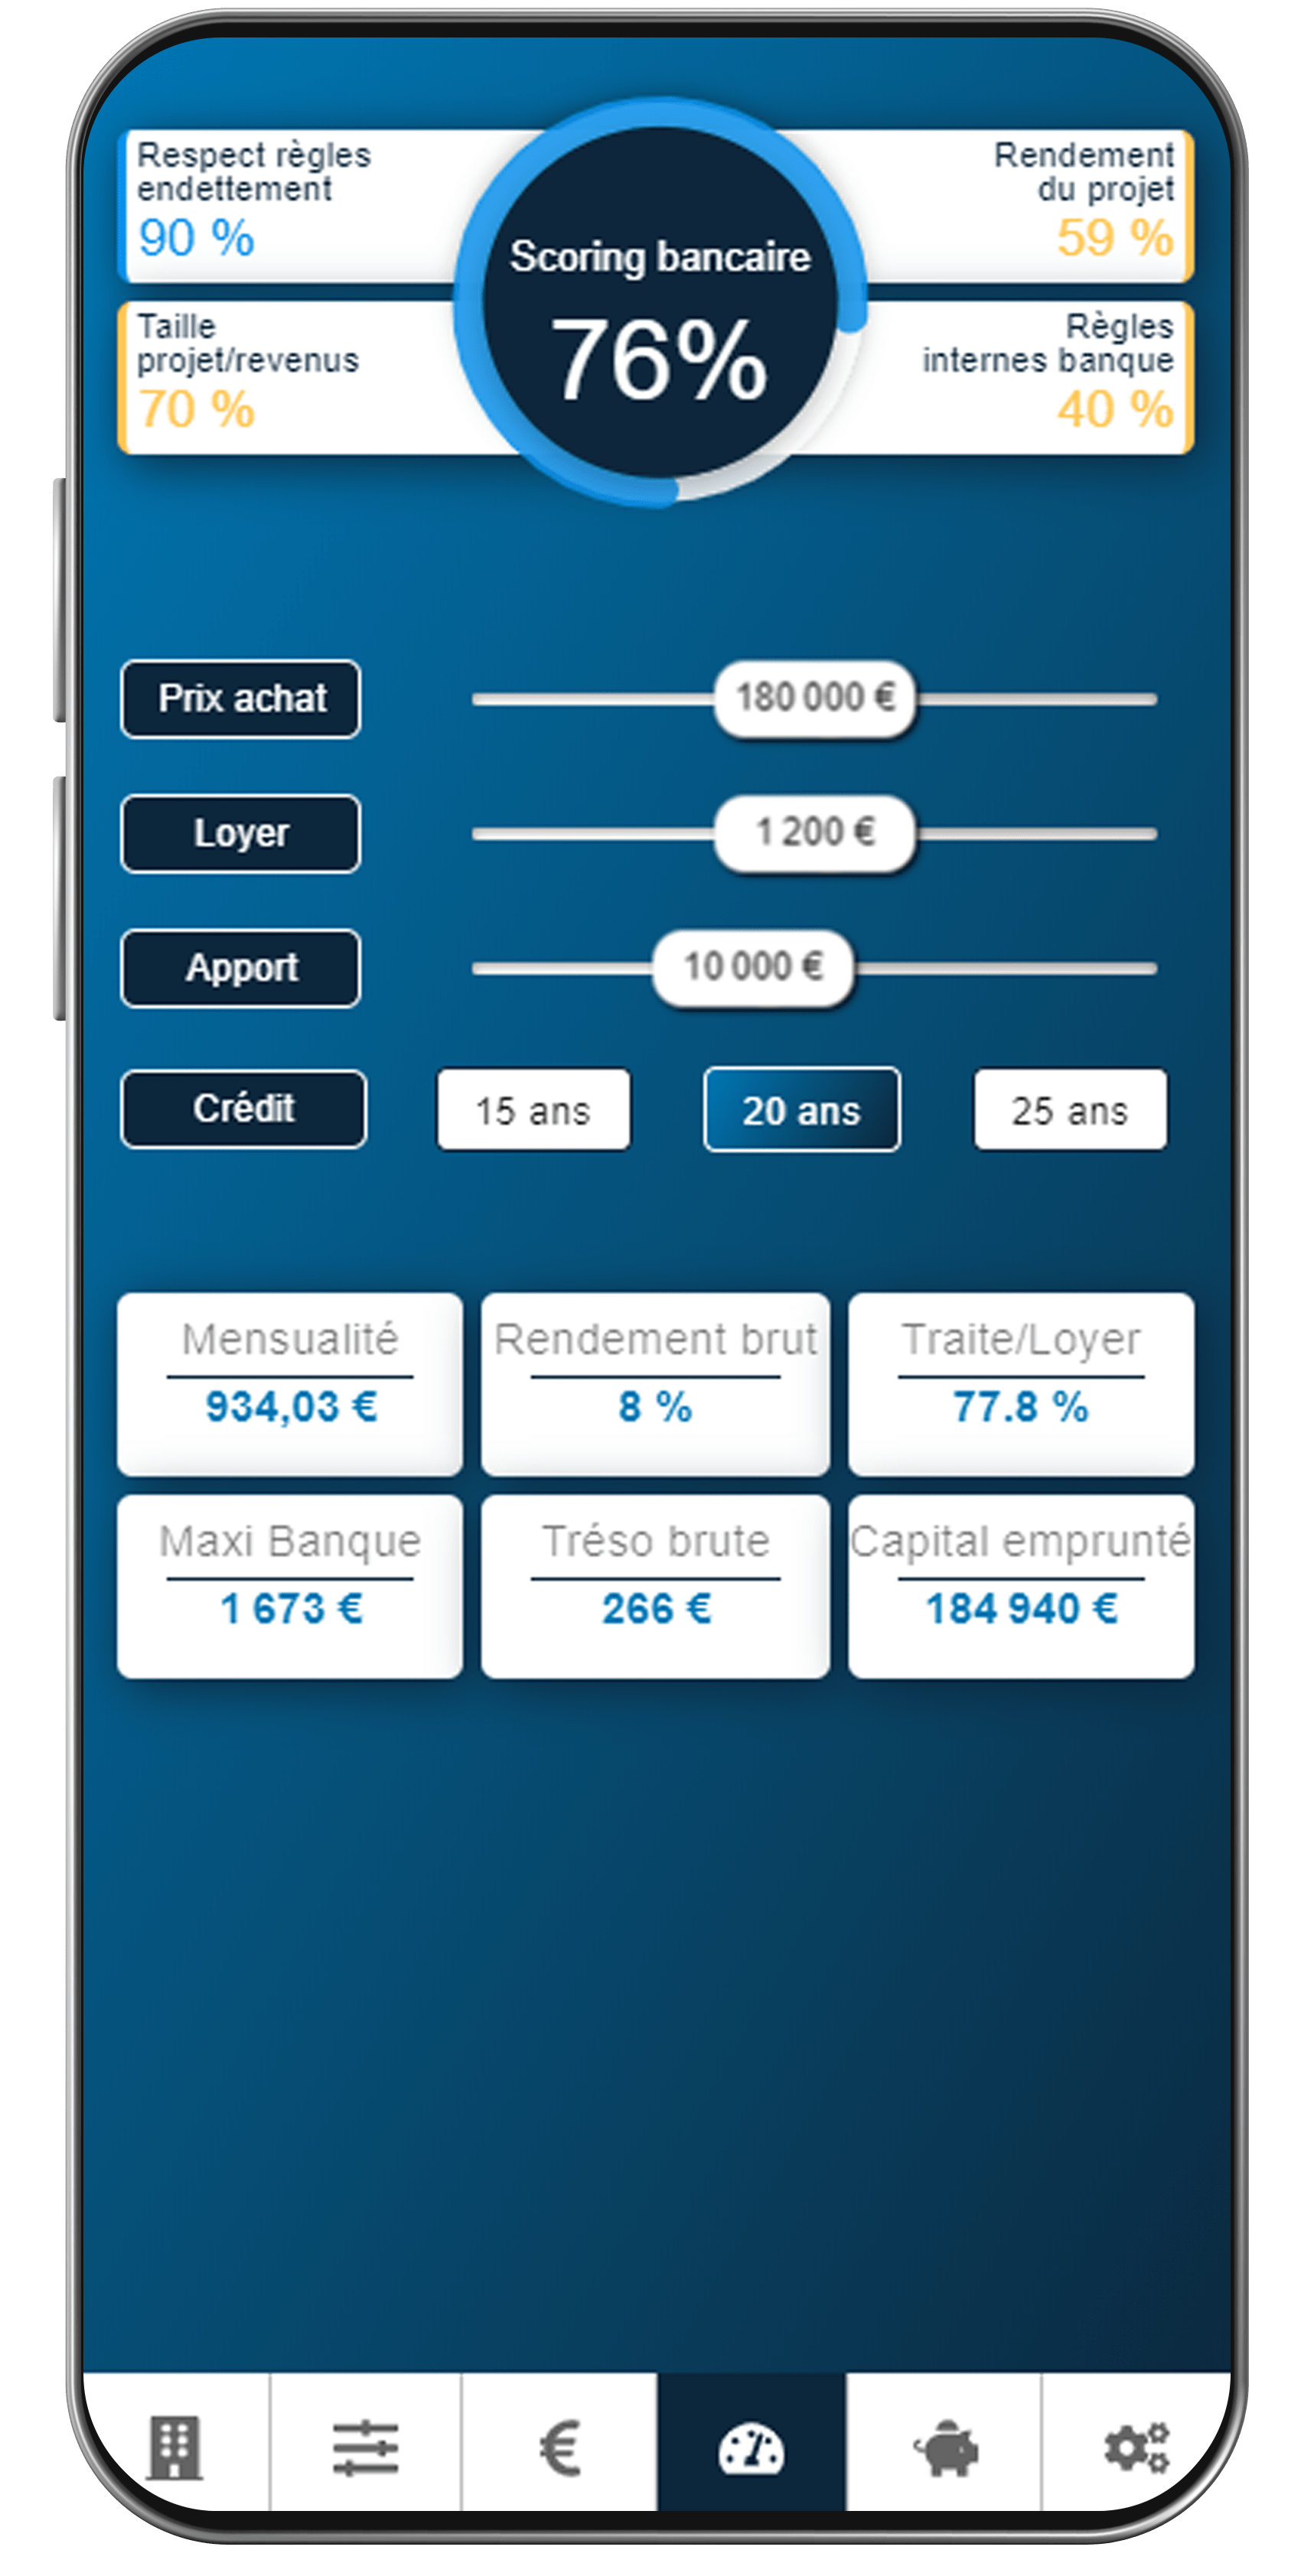 Respect règles
endettement
90 %
Taille
projet/revenus
70 %
Scoring bancaire
76%
Rendement
du projet
59 %
Règles
internes banque
40 %
Prix achat
180 000 €
Loyer
1 200 €
Apport
10 000 €
Crédit
15 ans
20 ans
25 ans
Mensualité
934,03 €
Rendement brut
8 %
Traite/Loyer
77.8 %
Maxi Banque
1 673 €
Tréso brute
266 €
Capital emprunté
184 940 €
€